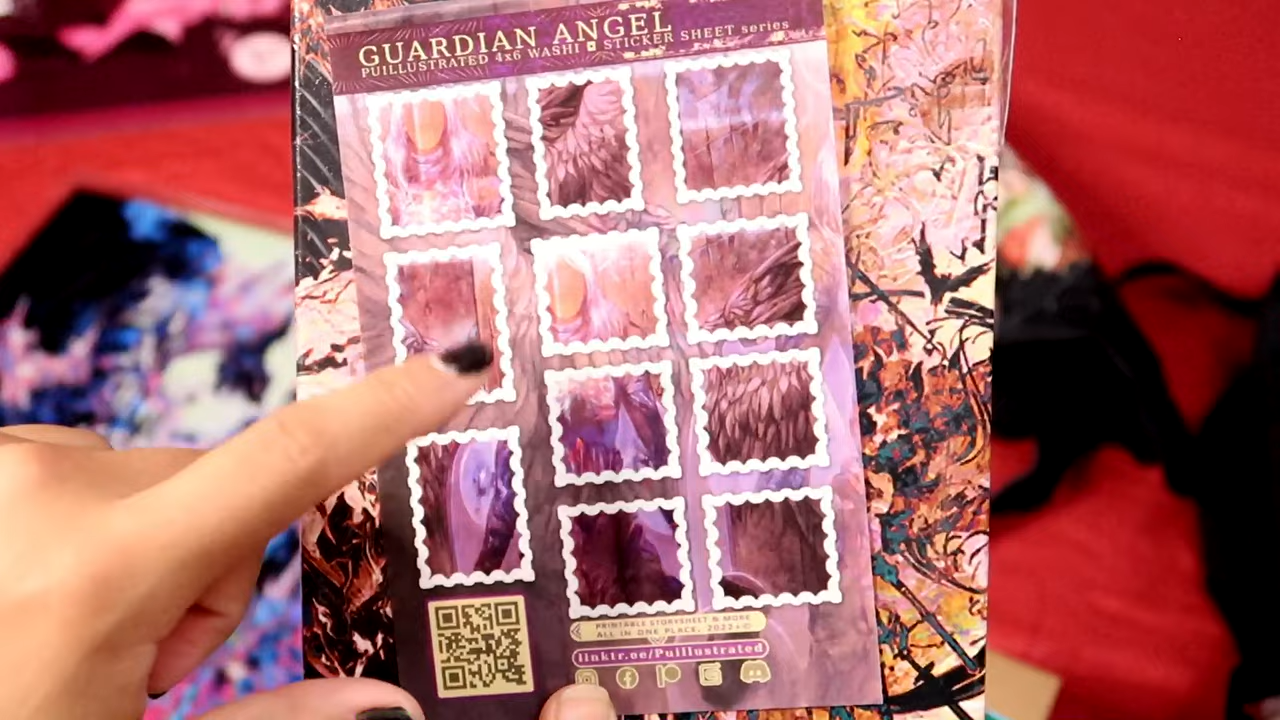 GUARDIAN ANGEL
PUILLUSTRATED 4x6 WASHI STICKER SHEET series
PRINTABLE STORYSHEET & MORE
ALL IN ONE PLACE. 2022+©
linktr.ee/Puillustrated